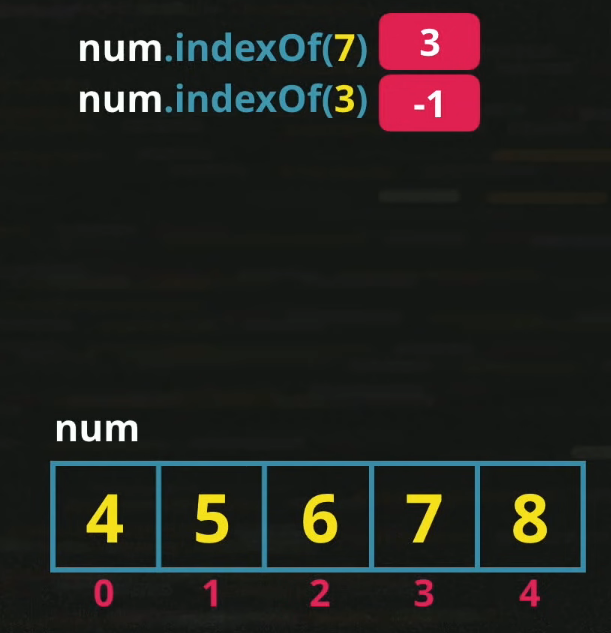 num.indexOf(7) 3
num.indexOf(3) -1
num
4 5 6 7 8
0 1 2 3 4